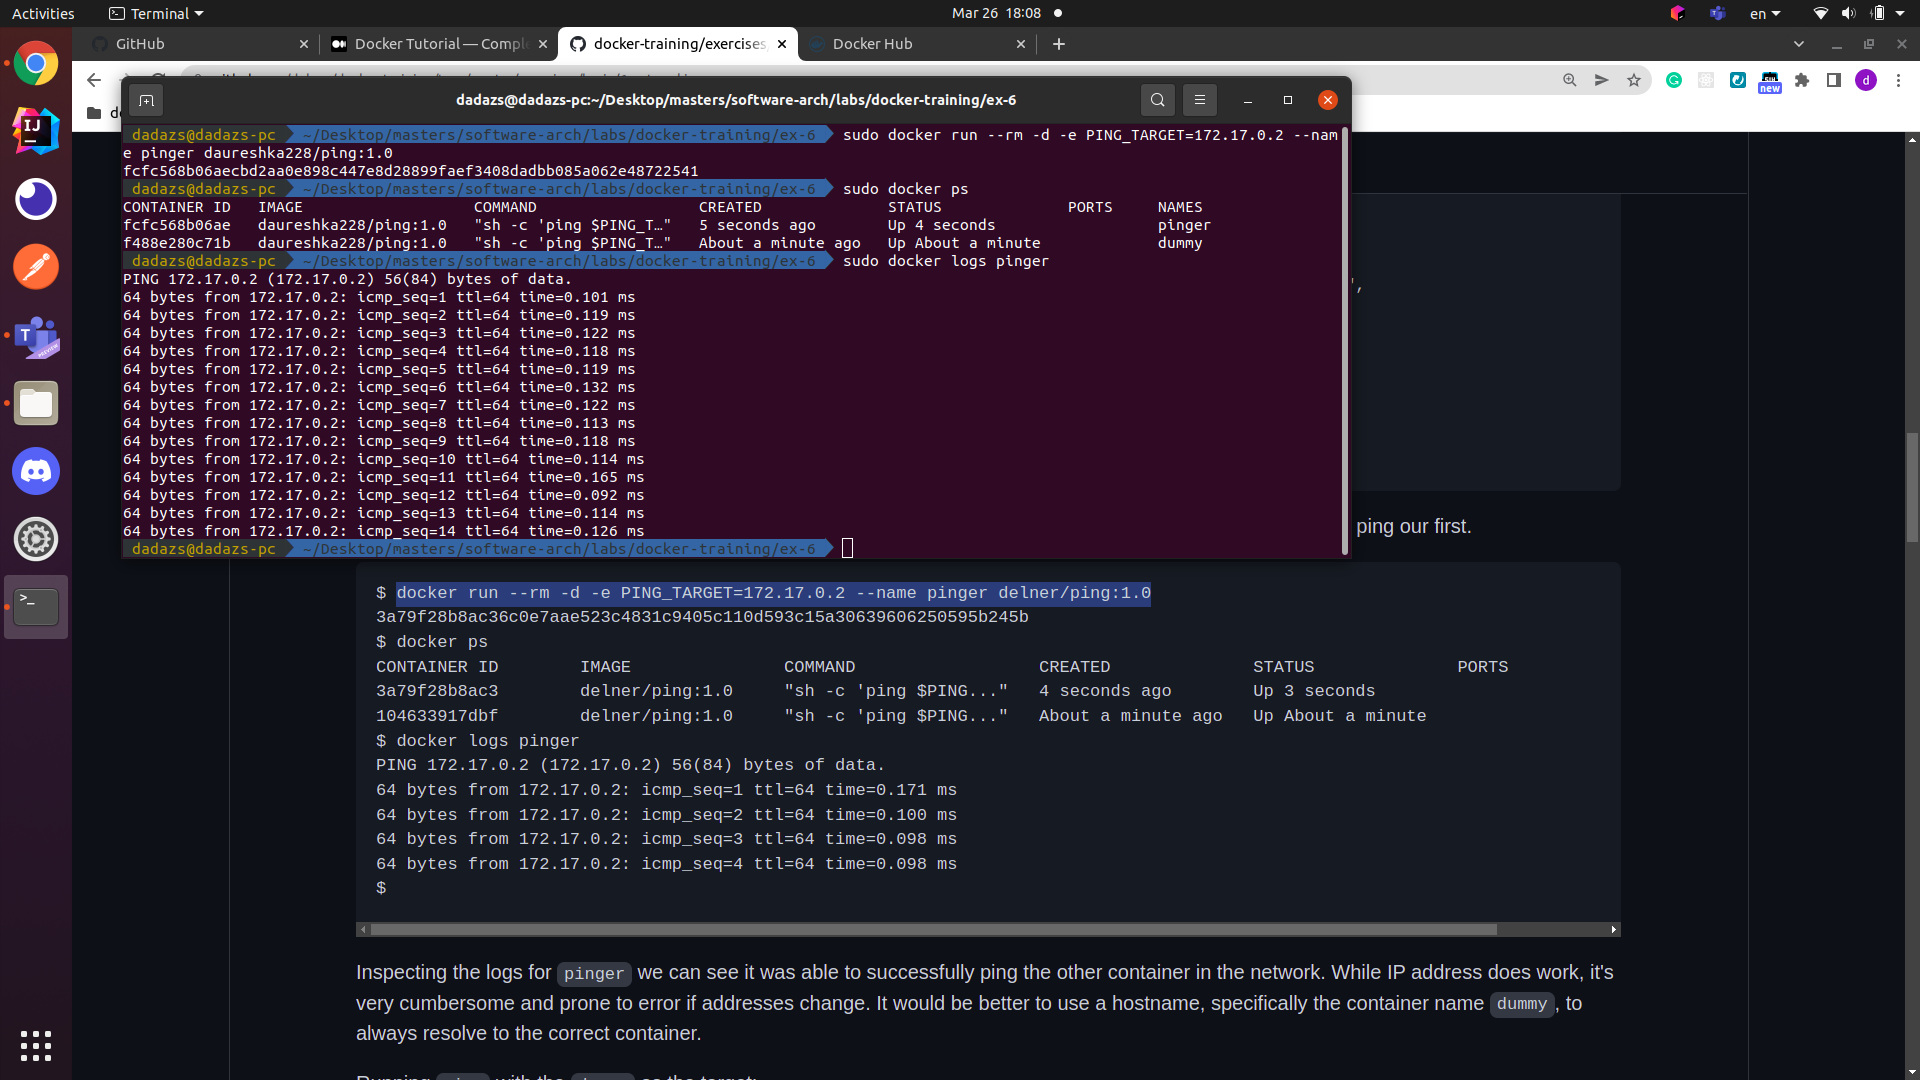 Activities
Terminal
Mar 26 18:08
en
GitHub
Docker Tutorial — Comple
docker-training/exercises
Docker Hub
new
d
dadazs@dadazs-pc:~/Desktop/masters/software-arch/labs/docker-training/ex-6
dadazs@dadazs-pc ~/Desktop/masters/software-arch/labs/docker-training/ex-6 sudo docker run --rm -d -e PING_TARGET=172.17.0.2 --nam
e pinger daureshka228/ping:1.0
fcfc568b06aecbd2aa0e898c447e8d28899faef3408dadbb085a062e48722541
dadazs@dadazs-pc ~/Desktop/masters/software-arch/labs/docker-training/ex-6 sudo docker ps
CONTAINER ID IMAGE COMMAND CREATED STATUS PORTS NAMES
fcfc568b06ae daureshka228/ping:1.0 "sh -c 'ping $PING_T…" 5 seconds ago Up 4 seconds pinger
f488e280c71b daureshka228/ping:1.0 "sh -c 'ping $PING_T…" About a minute ago Up About a minute dummy
dadazs@dadazs-pc ~/Desktop/masters/software-arch/labs/docker-training/ex-6 sudo docker logs pinger
PING 172.17.0.2 (172.17.0.2) 56(84) bytes of data.
64 bytes from 172.17.0.2: icmp_seq=1 ttl=64 time=0.101 ms
64 bytes from 172.17.0.2: icmp_seq=2 ttl=64 time=0.119 ms
64 bytes from 172.17.0.2: icmp_seq=3 ttl=64 time=0.122 ms
64 bytes from 172.17.0.2: icmp_seq=4 ttl=64 time=0.118 ms
64 bytes from 172.17.0.2: icmp_seq=5 ttl=64 time=0.119 ms
64 bytes from 172.17.0.2: icmp_seq=6 ttl=64 time=0.132 ms
64 bytes from 172.17.0.2: icmp_seq=7 ttl=64 time=0.122 ms
64 bytes from 172.17.0.2: icmp_seq=8 ttl=64 time=0.113 ms
64 bytes from 172.17.0.2: icmp_seq=9 ttl=64 time=0.118 ms
64 bytes from 172.17.0.2: icmp_seq=10 ttl=64 time=0.114 ms
64 bytes from 172.17.0.2: icmp_seq=11 ttl=64 time=0.165 ms
64 bytes from 172.17.0.2: icmp_seq=12 ttl=64 time=0.092 ms
64 bytes from 172.17.0.2: icmp_seq=13 ttl=64 time=0.114 ms
64 bytes from 172.17.0.2: icmp_seq=14 ttl=64 time=0.126 ms
dadazs@dadazs-pc ~/Desktop/masters/software-arch/labs/docker-training/ex-6
ping our first.
$ docker run --rm -d -e PING_TARGET=172.17.0.2 --name pinger delner/ping:1.0
3a79f28b8ac36c0e7aae523c4831c9405c110d593c15a30639606250595b245b
$ docker ps
CONTAINER ID IMAGE COMMAND CREATED STATUS PORTS
3a79f28b8ac3 delner/ping:1.0 "sh -c 'ping $PING..." 4 seconds ago Up 3 seconds
104633917dbf delner/ping:1.0 "sh -c 'ping $PING..." About a minute ago Up About a minute
$ docker logs pinger
PING 172.17.0.2 (172.17.0.2) 56(84) bytes of data.
64 bytes from 172.17.0.2: icmp_seq=1 ttl=64 time=0.171 ms
64 bytes from 172.17.0.2: icmp_seq=2 ttl=64 time=0.100 ms
64 bytes from 172.17.0.2: icmp_seq=3 ttl=64 time=0.098 ms
64 bytes from 172.17.0.2: icmp_seq=4 ttl=64 time=0.098 ms
$
Inspecting the logs for pinger we can see it was able to successfully ping the other container in the network. While IP address does work, it's
very cumbersome and prone to error if addresses change. It would be better to use a hostname, specifically the container name dummy, to
always resolve to the correct container.